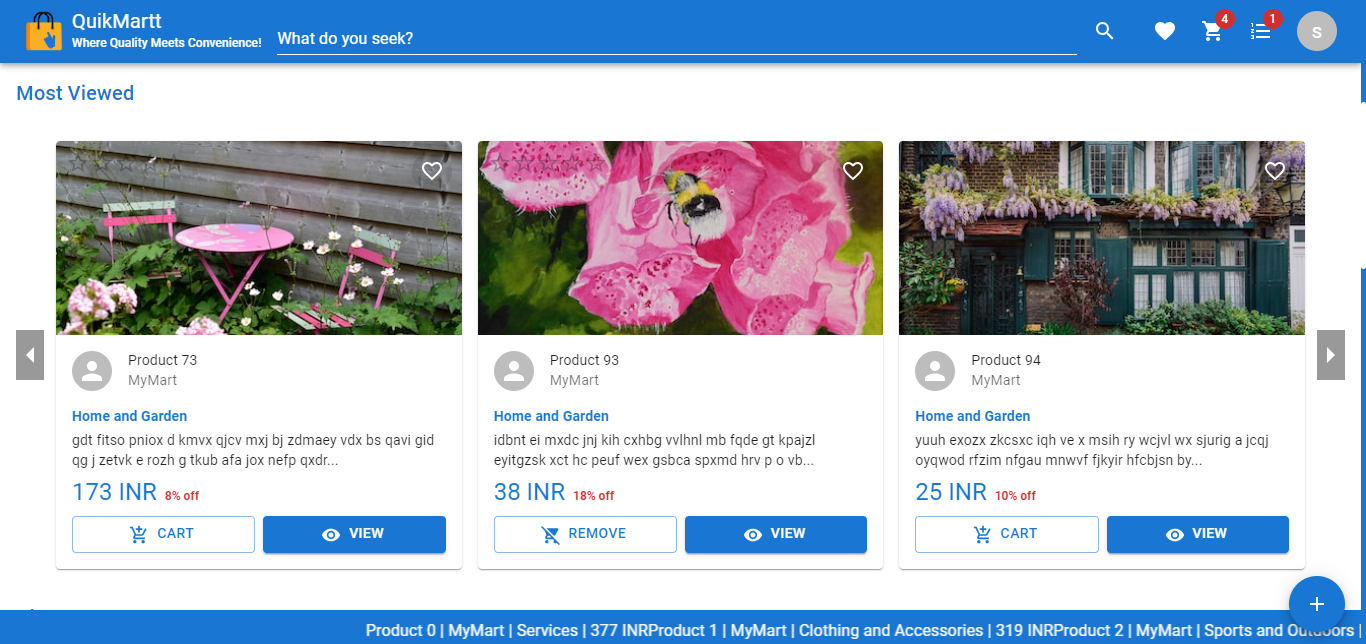 QuikMartt
Where Quality Meets Convenience!
What do you seek?
4
1
S
Most Viewed
Product 73
MyMart
Home and Garden
gdt fitso pniox d kmvx qjcv mxj bj zdmaey vdx bs qavi gid
qg j zetvk e rozh g tkub afa jox nefp qxdr...
173 INR 8% off
CART
VIEW
Product 93
MyMart
Home and Garden
idbnt ei mxdc jnj kih cxhbg vvlhnl mb fqde gt kpajzl
eyitgzsk xct hc peuf wex gsbca spxmd hrv p o vb...
38 INR 18% off
REMOVE
VIEW
Product 94
MyMart
Home and Garden
yuuh exozx zkcsxc iqh ve x msih ry wcjvl wx sjurig a jcqj
oyqwod rfzim nfgau mnwvf fjkyir hfcbjsn by...
25 INR 10% off
CART
VIEW
Product 0 | MyMart | Services | 377 INRProduct 1 | MyMart | Clothing and Accessories | 319 INRProduct 2 | MyMart | Sports and Outdoors |